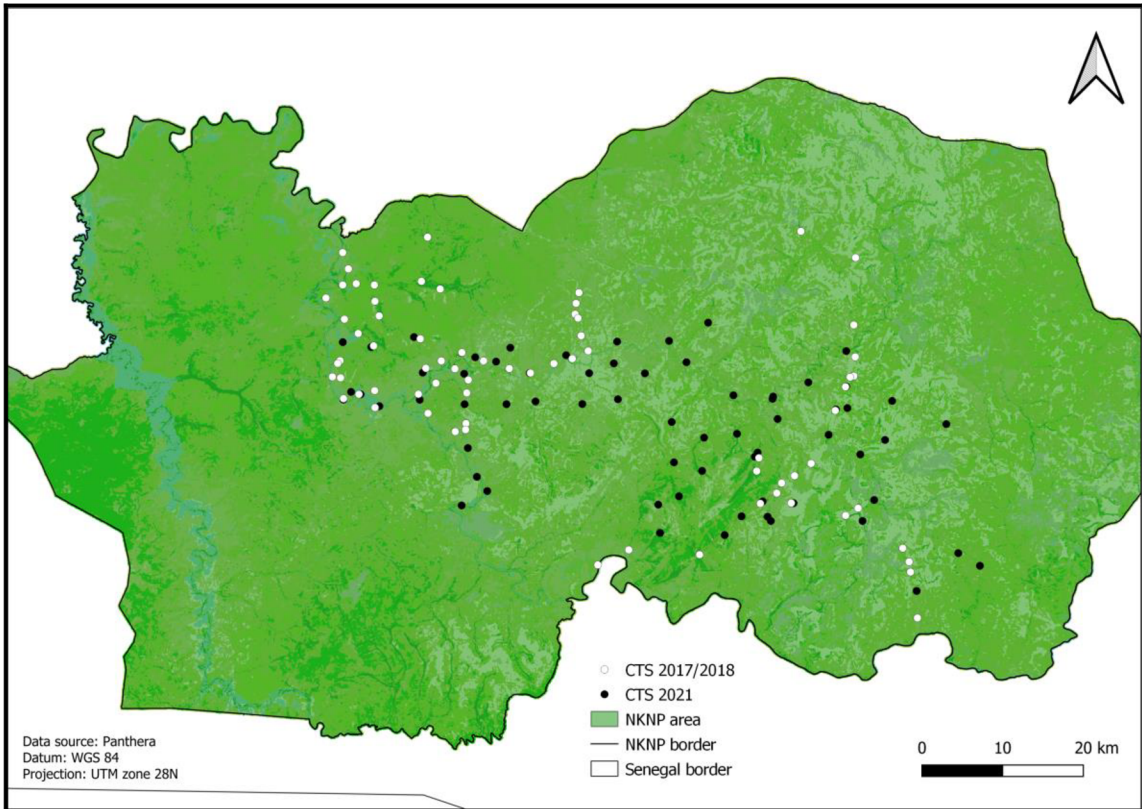 CTS 2017/2018
CTS 2021
NKNP area
NKNP border
Senegal border
Data source: Panthera
Datum: WGS 84
Projection: UTM zone 28N
0 10 20 km